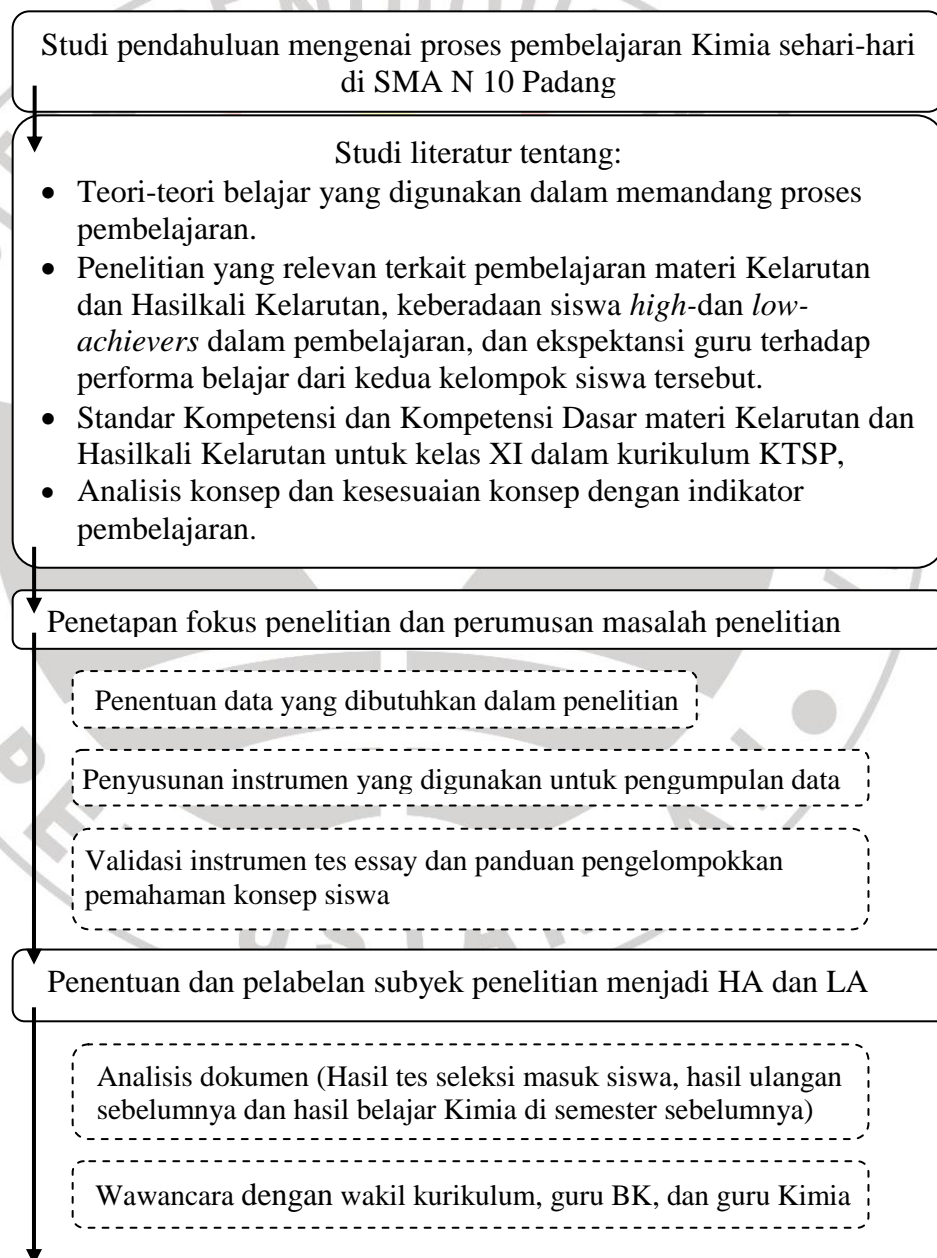 Studi pendahuluan mengenai proses pembelajaran Kimia sehari-hari
di SMA N 10 Padang
Studi literatur tentang:
• Teori-teori belajar yang digunakan dalam memandang proses
pembelajaran.
• Penelitian yang relevan terkait pembelajaran materi Kelarutan
dan Hasilkali Kelarutan, keberadaan siswa high-dan low-
achievers dalam pembelajaran, dan ekspektansi guru terhadap
performa belajar dari kedua kelompok siswa tersebut.
• Standar Kompetensi dan Kompetensi Dasar materi Kelarutan dan
Hasilkali Kelarutan untuk kelas XI dalam kurikulum KTSP,
• Analisis konsep dan kesesuaian konsep dengan indikator
pembelajaran.
Penetapan fokus penelitian dan perumusan masalah penelitian
Penentuan data yang dibutuhkan dalam penelitian
Penyusunan instrumen yang digunakan untuk pengumpulan data
Validasi instrumen tes essay dan panduan pengelompokkan
pemahaman konsep siswa
Penentuan dan pelabelan subyek penelitian menjadi HA dan LA
Analisis dokumen (Hasil tes seleksi masuk siswa, hasil ulangan
sebelumnya dan hasil belajar Kimia di semester sebelumnya)
Wawancara dengan wakil kurikulum, guru BK, dan guru Kimia